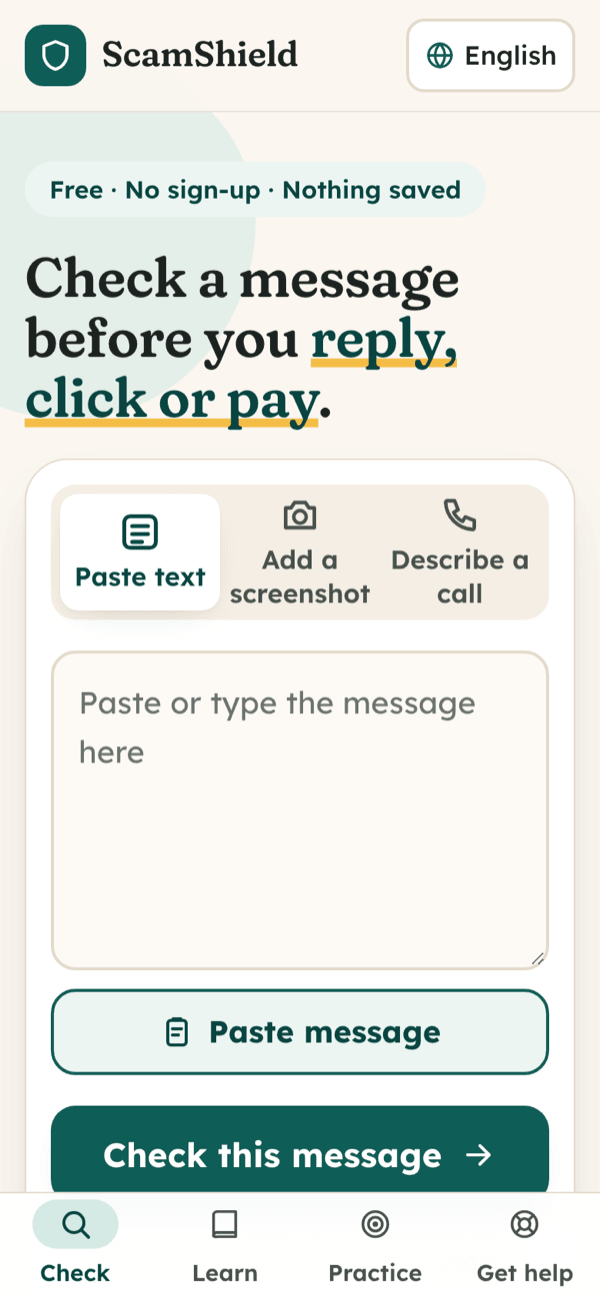 ScamShield
English
Free · No sign-up · Nothing saved
Check a message
before you reply,
click or pay.
Paste text
Add a
screenshot
Describe a
call
Paste or type the message
here
Paste message
Check this message →
Check
Learn
Practice
Get help